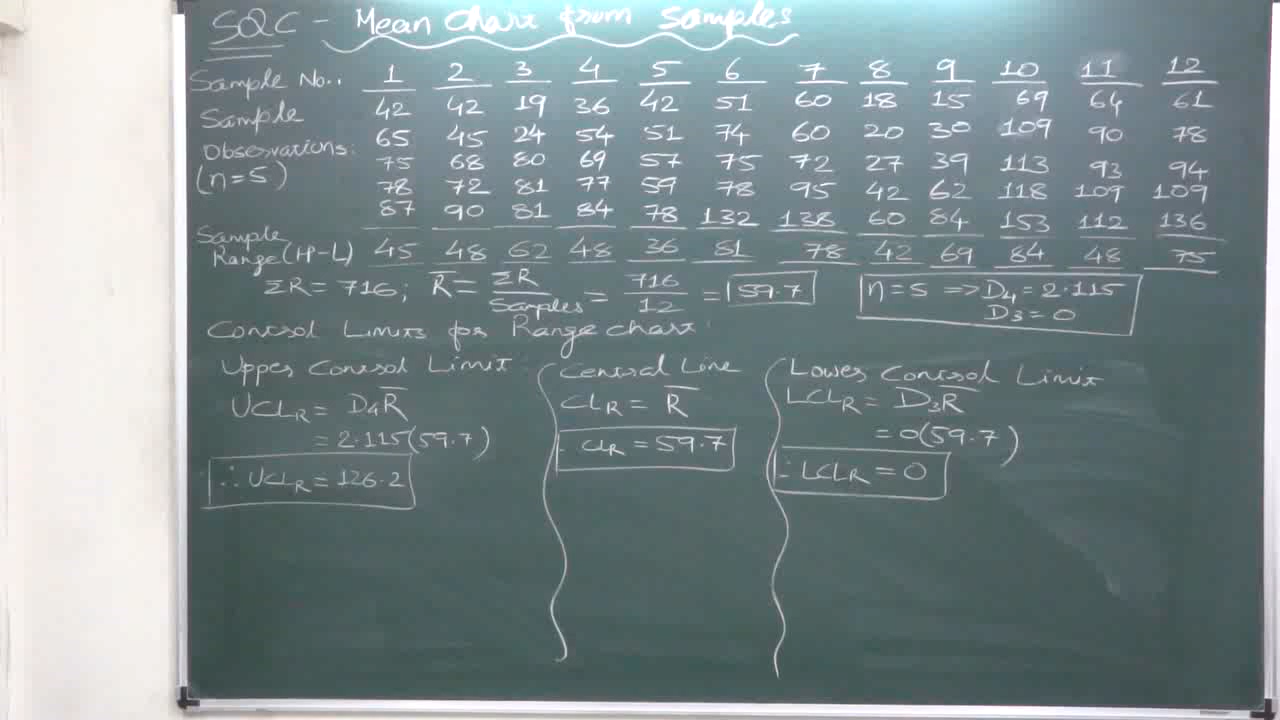 SQC - Mean Chart from Samples
Sample No.: 1 2 3 4 5 6 7 8 9 10 11 12
Sample 42 42 19 36 42 51 60 18 15 69 64 61
65 45 24 54 51 74 60 20 30 109 90 78
Observations: 75 68 80 69 57 75 72 27 39 113 93 94
(n=5) 78 72 81 77 59 78 95 42 62 118 109 109
87 90 81 84 78 132 138 60 84 153 112 136
Sample
Range (H-L) 45 48 62 48 36 81 78 42 69 84 48 75
ΣR = 716; R̄ = ΣR/Samples = 716/12 = 59.7 n=5 ⇒ D4 = 2.115
D3 = 0
Control Limits for Range chart:
Upper Control Limit: Central Line Lower Control Limit
UCL_R = D4R̄ CL_R = R̄ LCL_R = D3R̄
= 2.115(59.7) ∴ CL_R = 59.7 = 0(59.7)
∴ UCL_R = 126.2 ∴ LCL_R = 0